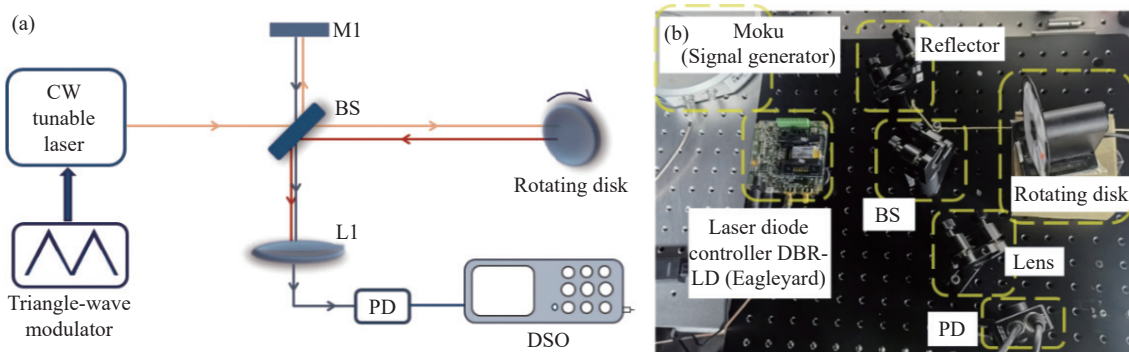 (a)
M1
CW
tunable
laser
BS
Rotating disk
L1
Triangle-wave
modulator
PD
DSO
(b)
Moku
(Signal generator)
Reflector
Rotating disk
BS
Laser diode
controller DBR-
LD (Eagleyard)
Lens
PD